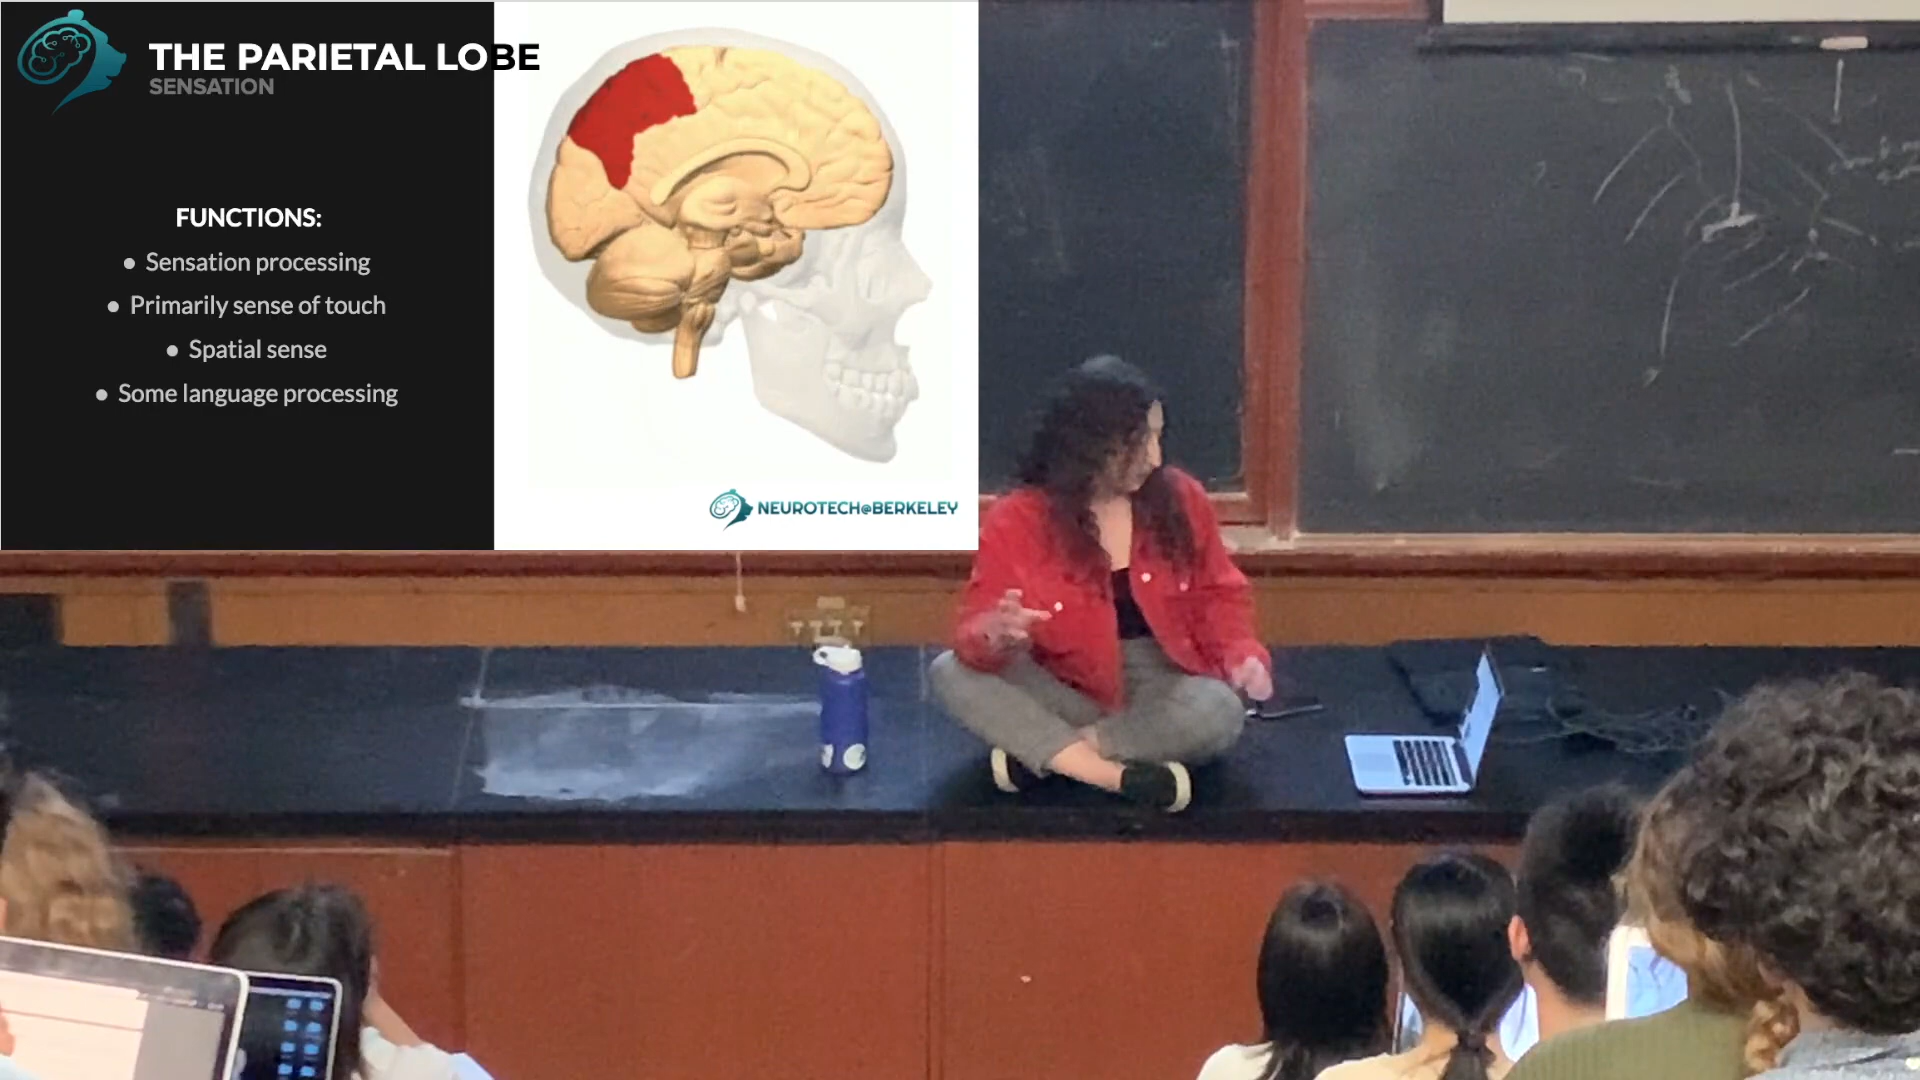 THE PARIETAL LOBE
SENSATION
FUNCTIONS:
● Sensation processing
● Primarily sense of touch
● Spatial sense
● Some language processing
NEUROTECH@BERKELEY